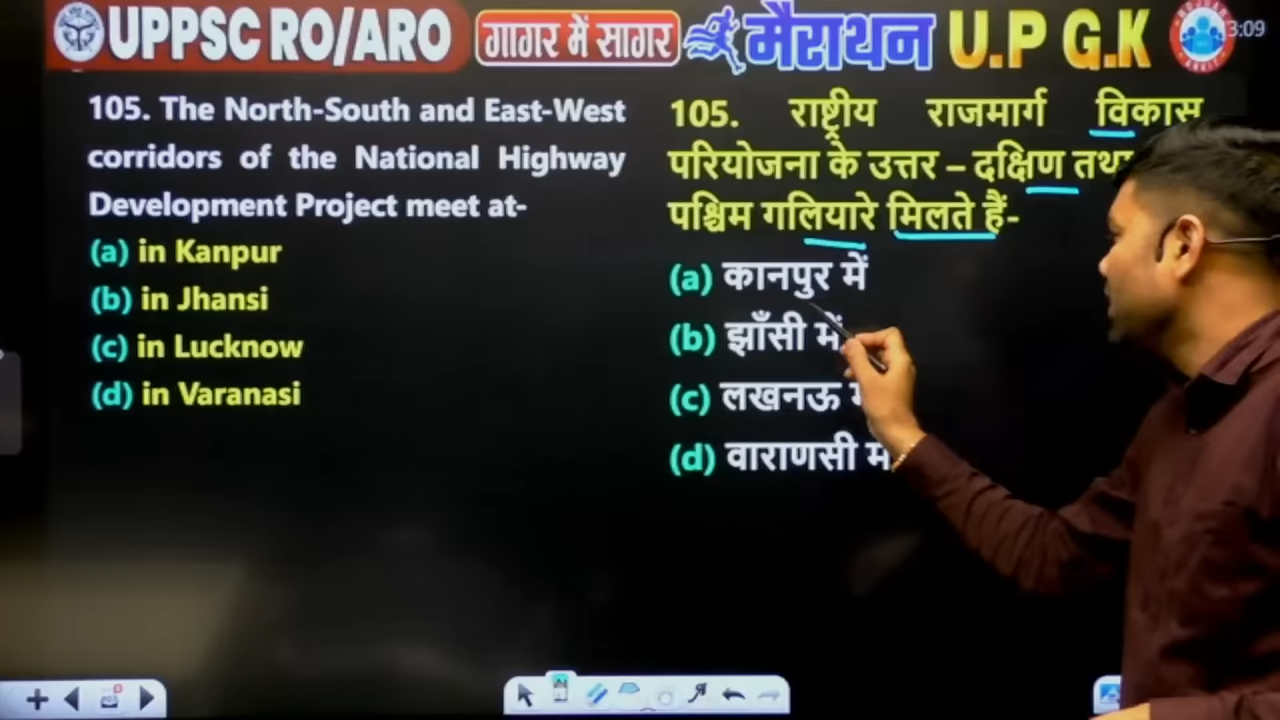 UPPSC RO/ARO गागर में सागर मैराथन U.P G.K
3:09
105. The North-South and East-West
corridors of the National Highway
Development Project meet at-
(a) in Kanpur
(b) in Jhansi
(c) in Lucknow
(d) in Varanasi
105. राष्ट्रीय राजमार्ग विकास
परियोजना के उत्तर – दक्षिण
पश्चिम गलियारे मिलते हैं-
(a) कानपुर में
(b) झाँसी में
(c) लखनऊ
(d) वाराणसी